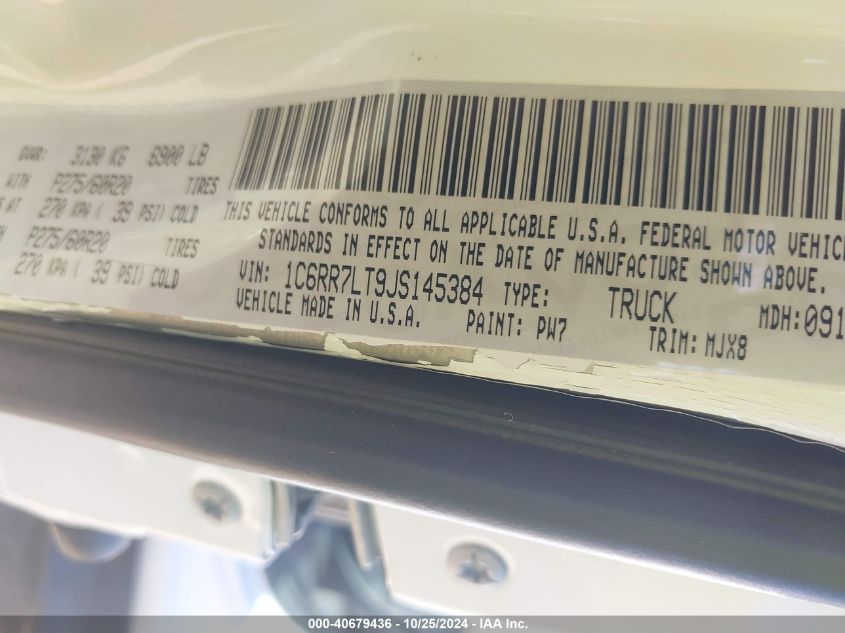 GVWR: 3130 KG 6900 LB
WITH P275/60R20 TIRES
AT 270 KPA ( 39 PSI) COLD
P275/60R20 TIRES
270 KPA ( 39 PSI) COLD
THIS VEHICLE CONFORMS TO ALL APPLICABLE U.S.A. FEDERAL MOTOR VEHIC
STANDARDS IN EFFECT ON THE DATE OF MANUFACTURE SHOWN ABOVE.
VIN: 1C6RR7LT9JS145384 TYPE: TRUCK MDH:091
VEHICLE MADE IN U.S.A. PAINT: PW7 TRIM: MJX8
000-40679436 - 10/25/2024 - IAA Inc.